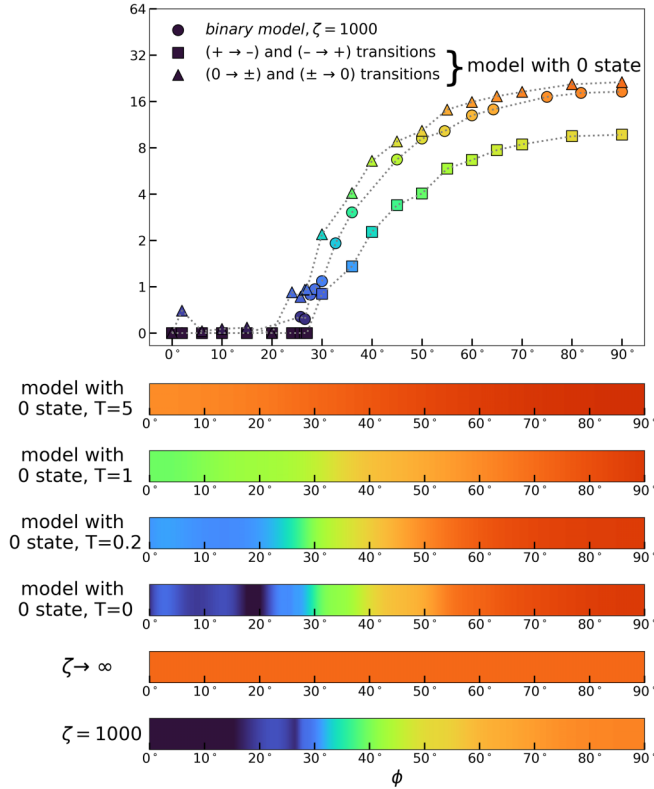 64
32
16
8
4
2
1
0
binary model, ζ = 1000
(+ → –) and (– → +) transitions
(0 → ±) and (± → 0) transitions
} model with 0 state
0° 10° 20° 30° 40° 50° 60° 70° 80° 90°
model with
0 state, T=5
0° 10° 20° 30° 40° 50° 60° 70° 80° 90°
model with
0 state, T=1
0° 10° 20° 30° 40° 50° 60° 70° 80° 90°
model with
0 state, T=0.2
0° 10° 20° 30° 40° 50° 60° 70° 80° 90°
model with
0 state, T=0
0° 10° 20° 30° 40° 50° 60° 70° 80° 90°
ζ → ∞
0° 10° 20° 30° 40° 50° 60° 70° 80° 90°
ζ = 1000
0° 10° 20° 30° 40° 50° 60° 70° 80° 90°
ϕ